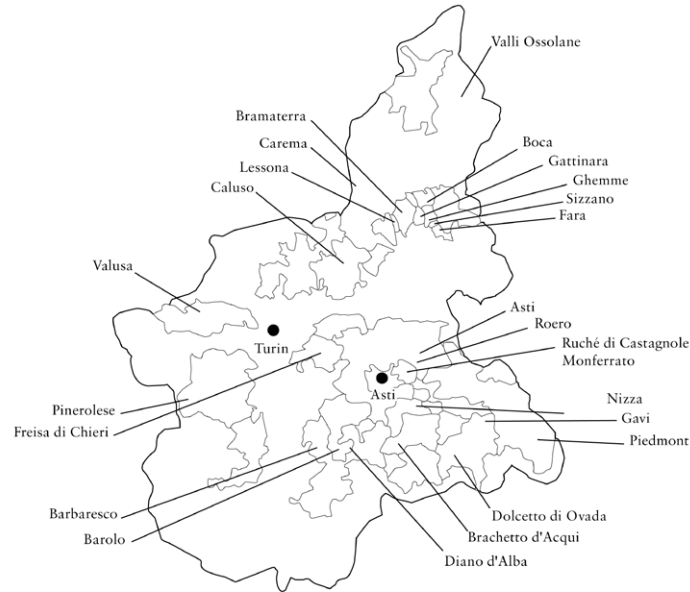 Valli Ossolane
Bramaterra
Carema
Lessona
Caluso
Boca
Gattinara
Ghemme
Sizzano
Fara
Valusa
Turin
Asti
Roero
Ruché di Castagnole
Monferrato
Asti
Nizza
Gavi
Piedmont
Pinerolese
Freisa di Chieri
Barbaresco
Barolo
Dolcetto di Ovada
Brachetto d'Acqui
Diano d'Alba